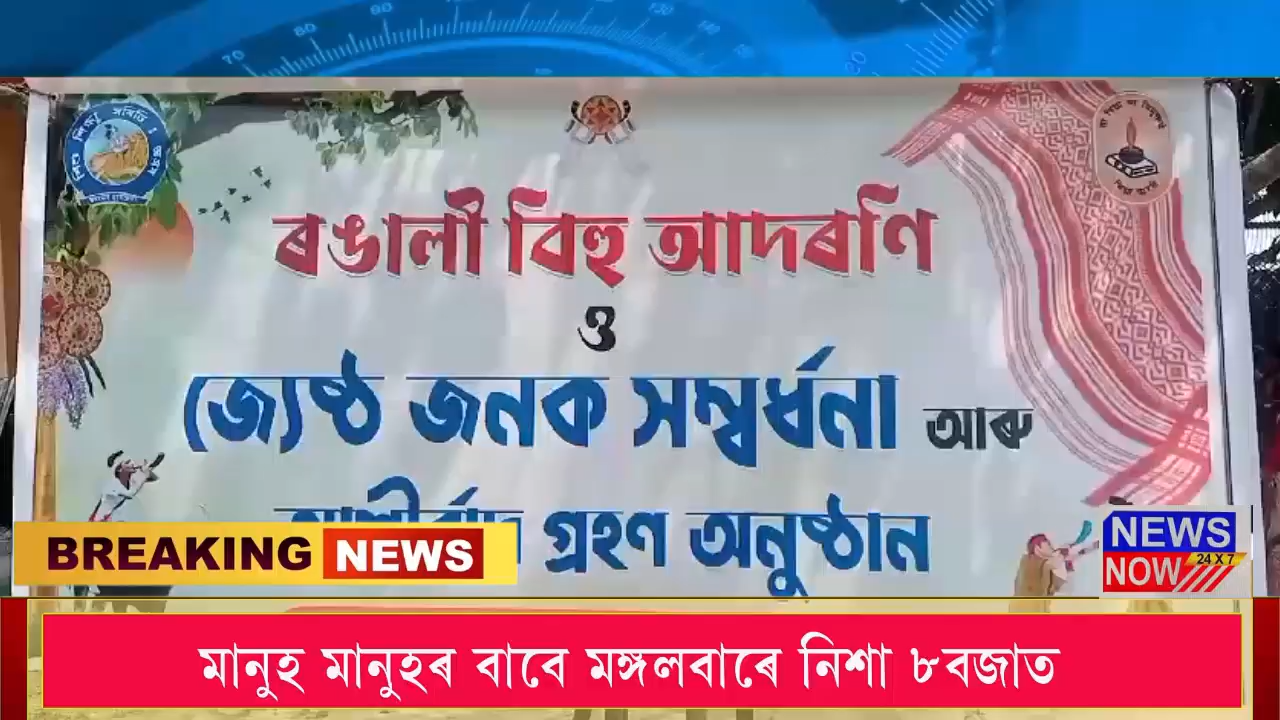 ৰঙালী বিহু আদৰণি
ও
জ্যেষ্ঠ জনক সম্বৰ্ধনা আৰু
আশীৰ্বাদ গ্ৰহণ অনুষ্ঠান
BREAKING NEWS
NEWS
NOW 24 X 7
মানুহ মানুহৰ বাবে মঙ্গলবাৰে নিশা ৮বজাত